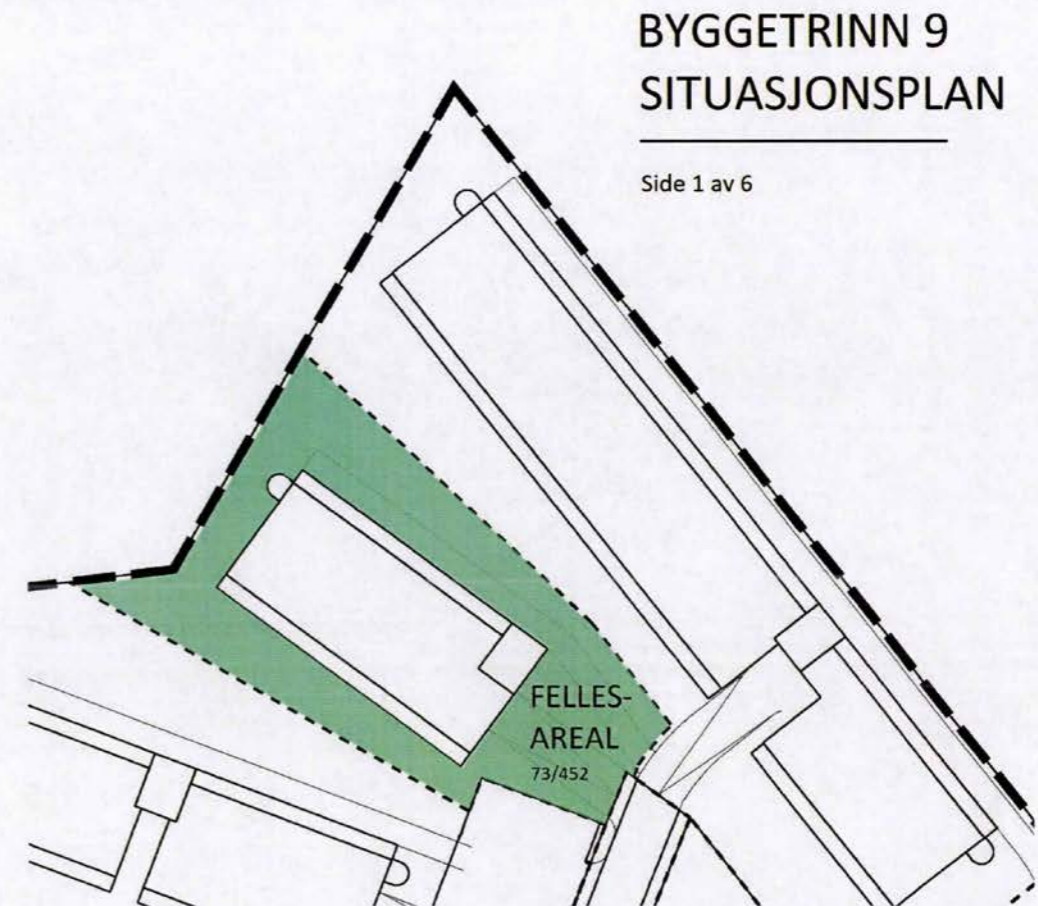 BYGGETRINN 9
SITUASJONSPLAN
Side 1 av 6
FELLES-
AREAL
73/452